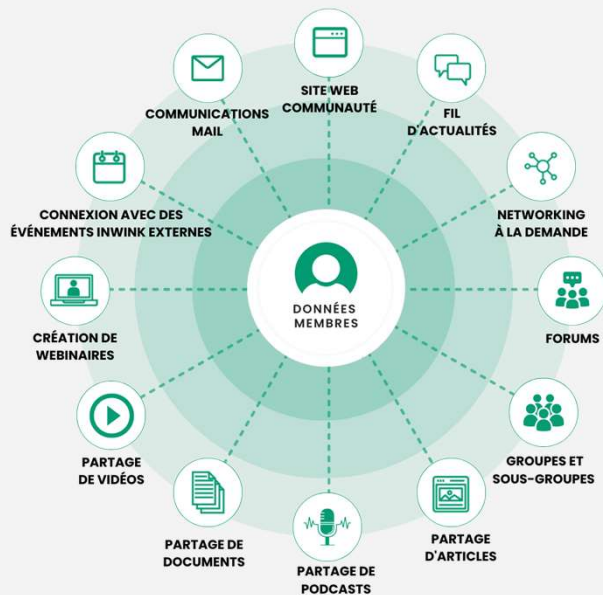 SITE WEB
COMMUNAUTÉ
FIL
D'ACTUALITÉS
NETWORKING
À LA DEMANDE
FORUMS
GROUPES ET
SOUS-GROUPES
PARTAGE
D'ARTICLES
PARTAGE DE
PODCASTS
PARTAGE DE
DOCUMENTS
PARTAGE
DE VIDÉOS
CRÉATION DE
WEBINAIRES
CONNEXION AVEC DES
ÉVÉNEMENTS INWINK EXTERNES
COMMUNICATIONS
MAIL
DONNÉES
MEMBRES